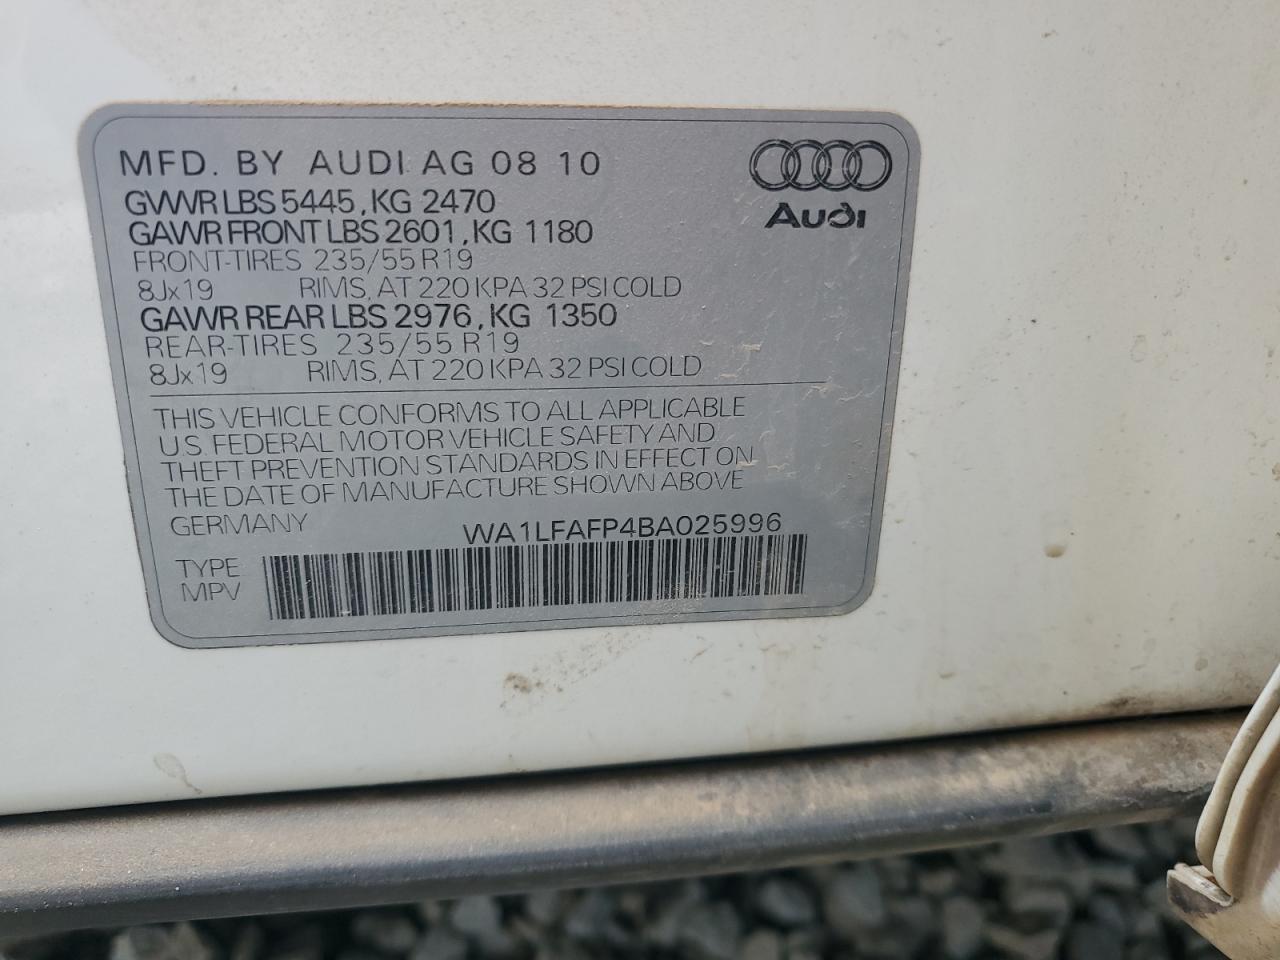 MFD. BY AUDI AG 08 10
GVWR LBS 5445, KG 2470
GAWR FRONT LBS 2601, KG 1180
FRONT-TIRES 235/55 R19
8Jx19 RIMS, AT 220 KPA 32 PSI COLD
GAWR REAR LBS 2976, KG 1350
REAR-TIRES 235/55 R19
8Jx19 RIMS, AT 220 KPA 32 PSI COLD
Audi
THIS VEHICLE CONFORMS TO ALL APPLICABLE
U.S. FEDERAL MOTOR VEHICLE SAFETY AND
THEFT PREVENTION STANDARDS IN EFFECT ON
THE DATE OF MANUFACTURE SHOWN ABOVE
GERMANY WA1LFAFP4BA025996
TYPE
MPV